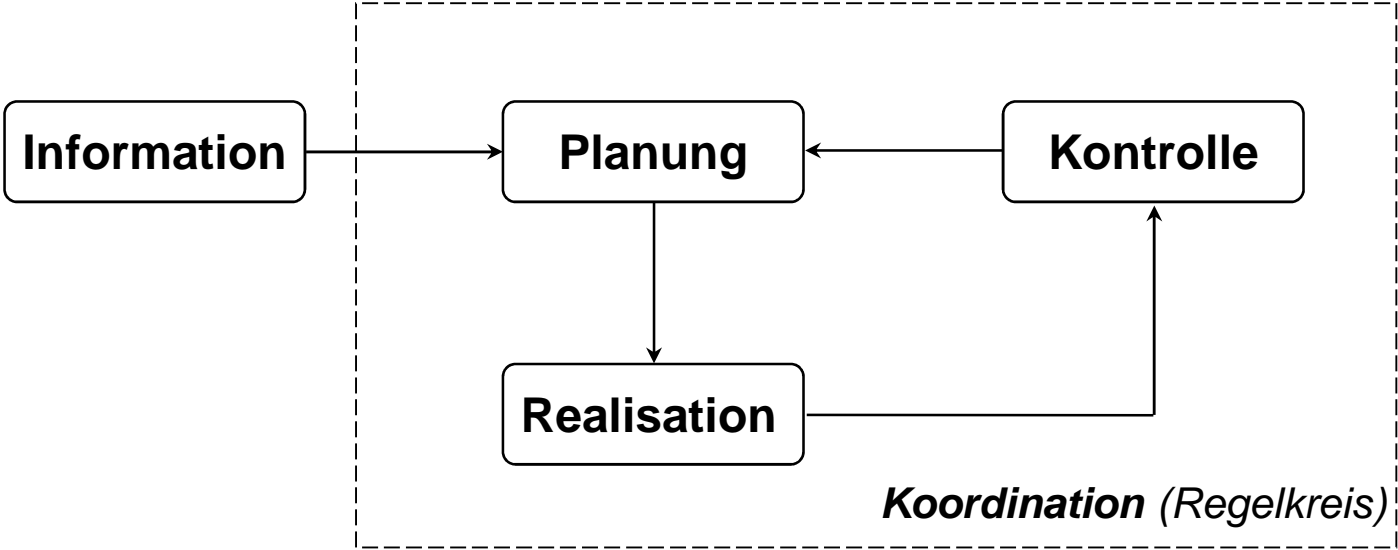 Information
Planung
Kontrolle
Realisation
Koordination (Regelkreis)